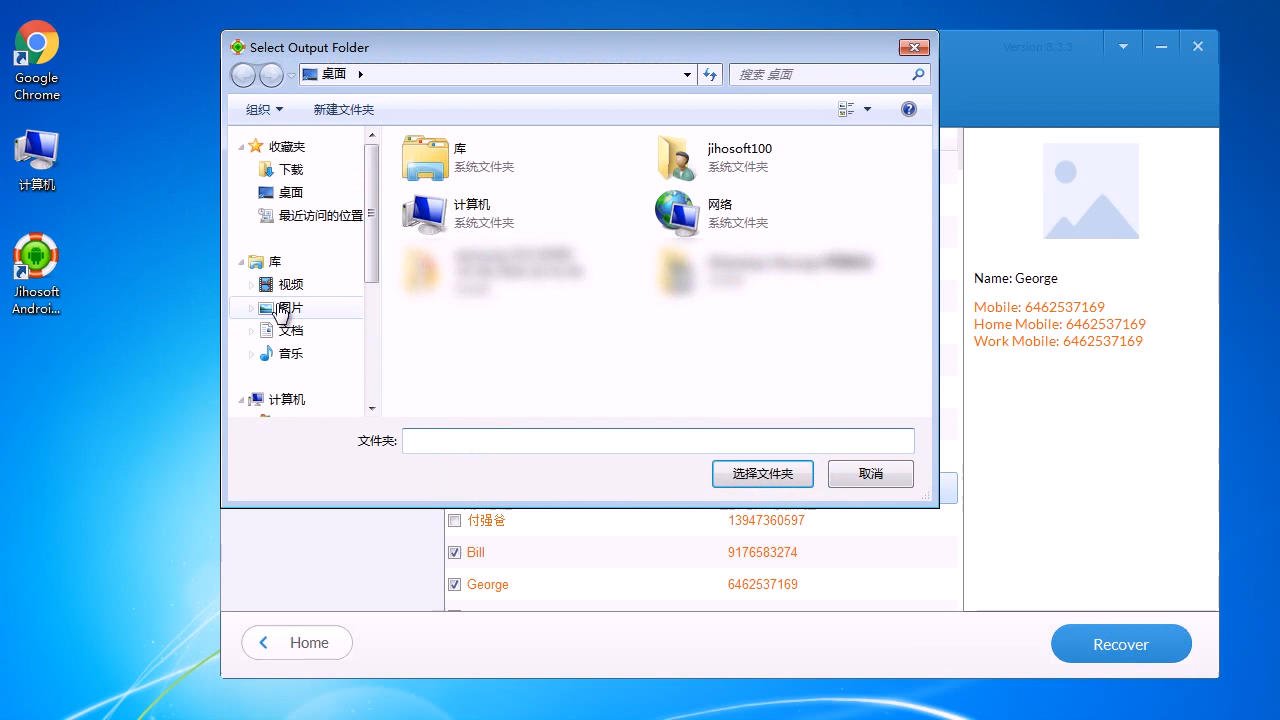 Google
Chrome
计算机
Jihosoft
Androi...
Select Output Folder
桌面
搜索 桌面
组织
新建文件夹
收藏夹
下载
桌面
最近访问的位置
库
视频
图片
文档
音乐
计算机
库
系统文件夹
jihosoft100
系统文件夹
计算机
系统文件夹
网络
系统文件夹
文件夹:
选择文件夹
取消
Version 8.3.3
Name: George
Mobile: 6462537169
Home Mobile: 6462537169
Work Mobile: 6462537169
付强爸 13947360597
Bill 9176583274
George 6462537169
Home
Recover